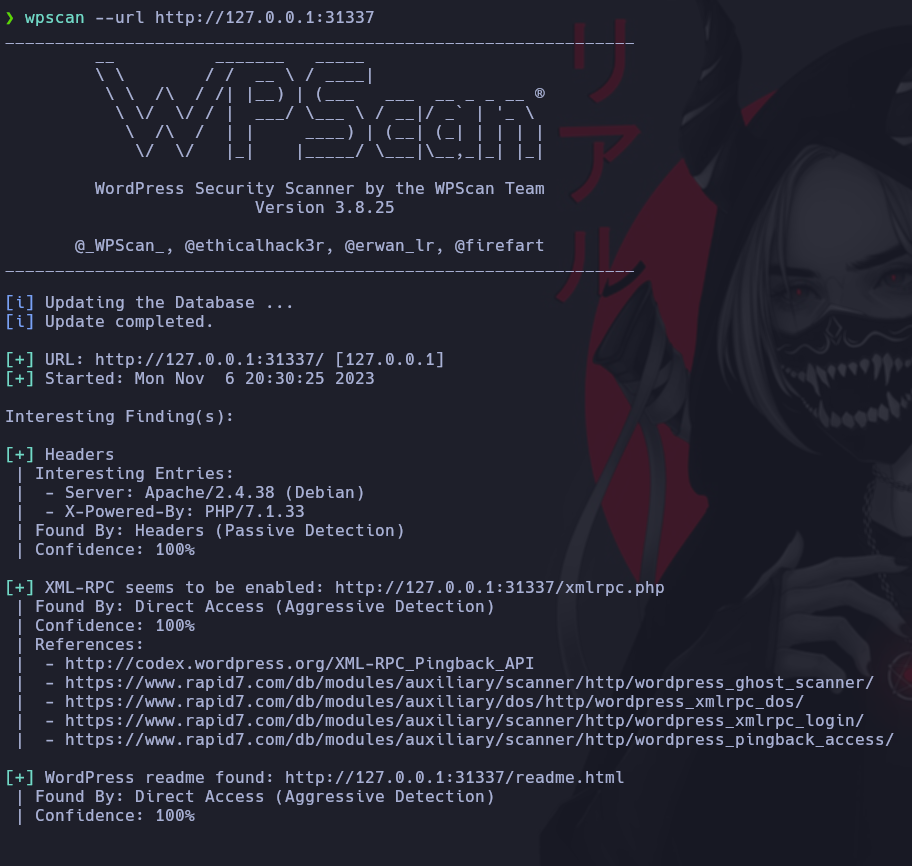 ❯ wpscan --url http://127.0.0.1:31337
_______________________________________________________________
         __          _______   _____
         \ \        / /  __ \ / ____|
          \ \  /\  / /| |__) | (___   ___  __ _ _ __ ®
           \ \/  \/ / |  ___/ \___ \ / __|/ _` | '_ \
            \  /\  /  | |     ____) | (__| (_| | | | |
             \/  \/   |_|    |_____/ \___|\__,_|_| |_|

         WordPress Security Scanner by the WPScan Team
                         Version 3.8.25

       @_WPScan_, @ethicalhack3r, @erwan_lr, @firefart
_______________________________________________________________

[i] Updating the Database ...
[i] Update completed.

[+] URL: http://127.0.0.1:31337/ [127.0.0.1]
[+] Started: Mon Nov  6 20:30:25 2023

Interesting Finding(s):

[+] Headers
 | Interesting Entries:
 |  - Server: Apache/2.4.38 (Debian)
 |  - X-Powered-By: PHP/7.1.33
 | Found By: Headers (Passive Detection)
 | Confidence: 100%

[+] XML-RPC seems to be enabled: http://127.0.0.1:31337/xmlrpc.php
 | Found By: Direct Access (Aggressive Detection)
 | Confidence: 100%
 | References:
 |  - http://codex.wordpress.org/XML-RPC_Pingback_API
 |  - https://www.rapid7.com/db/modules/auxiliary/scanner/http/wordpress_ghost_scanner/
 |  - https://www.rapid7.com/db/modules/auxiliary/dos/http/wordpress_xmlrpc_dos/
 |  - https://www.rapid7.com/db/modules/auxiliary/scanner/http/wordpress_xmlrpc_login/
 |  - https://www.rapid7.com/db/modules/auxiliary/scanner/http/wordpress_pingback_access/

[+] WordPress readme found: http://127.0.0.1:31337/readme.html
 | Found By: Direct Access (Aggressive Detection)
 | Confidence: 100%
リアル